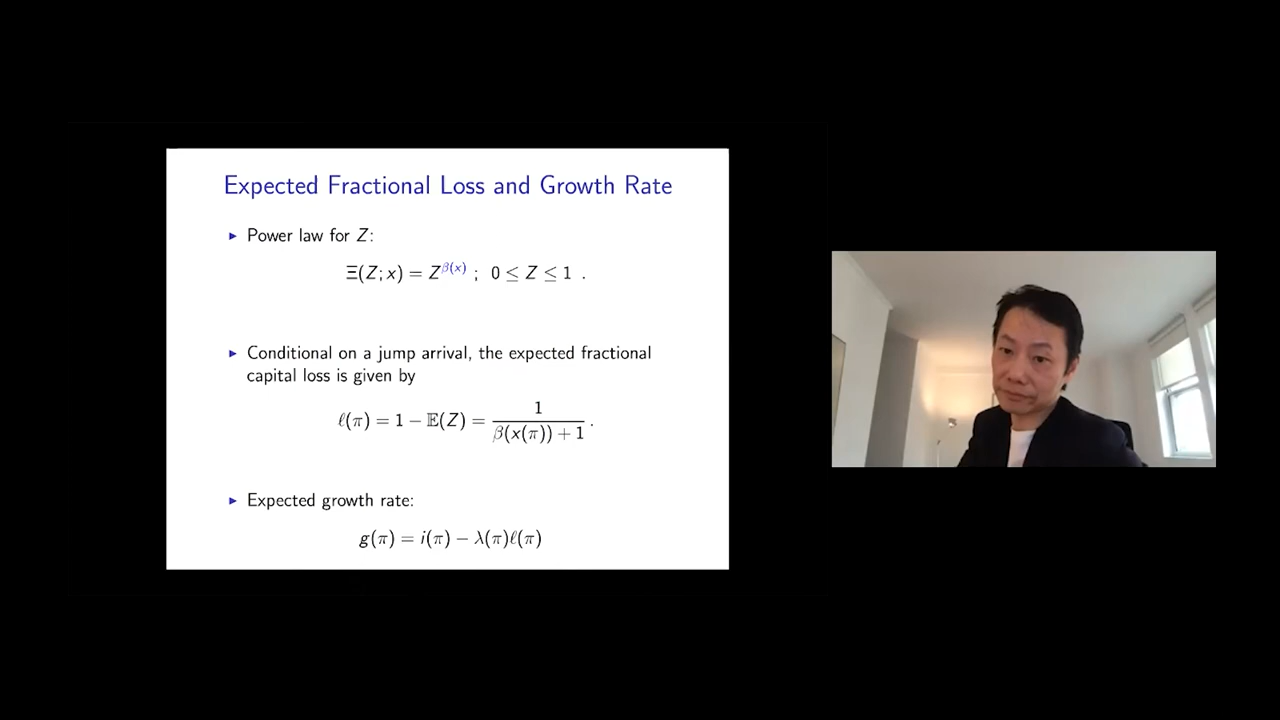 Expected Fractional Loss and Growth Rate
▶ Power law for Z:
Ξ(Z; x) = Z^{β(x)} ; 0 ≤ Z ≤ 1 .
▶ Conditional on a jump arrival, the expected fractional
capital loss is given by
ℓ(π) = 1 − 𝔼(Z) = 1 / (β(x(π)) + 1) .
▶ Expected growth rate:
g(π) = i(π) − λ(π)ℓ(π)